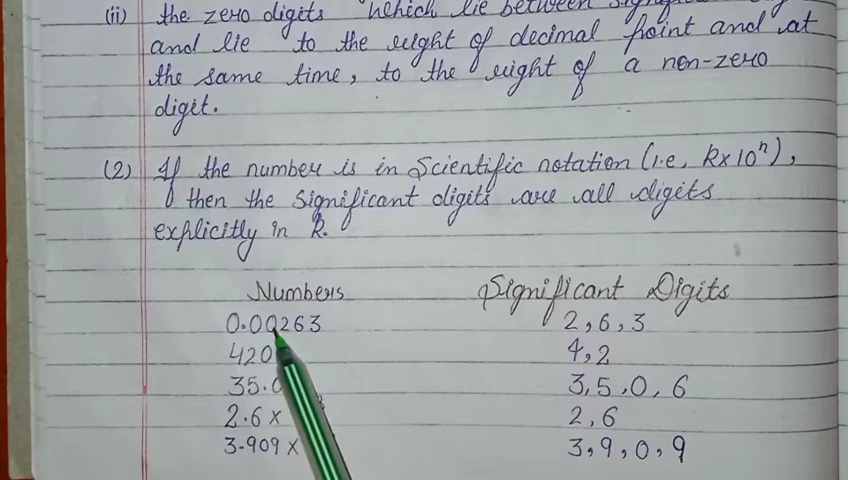 (ii) the zero digits which lie between
and lie to the right of decimal point and at
the same time, to the right of a non-zero
digit.
(2) If the number is in Scientific notation (i.e, k×10ⁿ),
then the significant digits are all digits
explicitly in k.
Numbers Significant Digits
0.00263 2,6,3
420 4,2
35.0 3,5,0,6
2.6 × 2,6
3.909 × 3,9,0,9